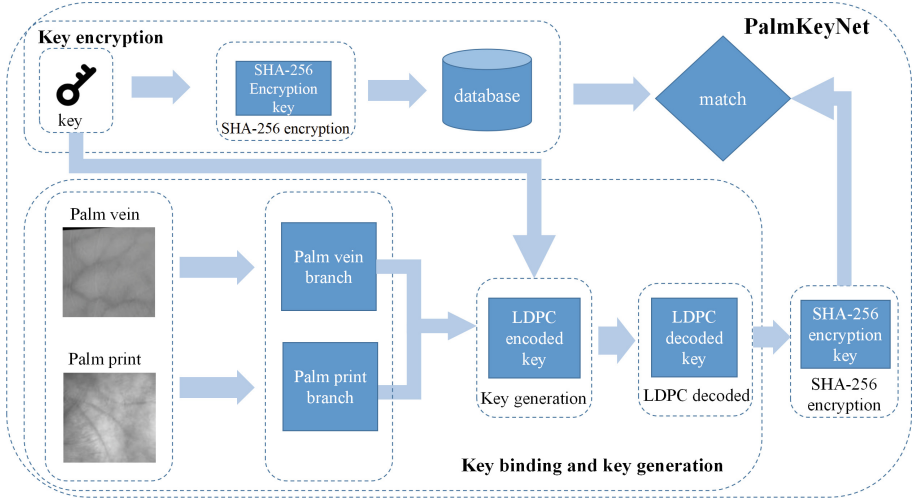 PalmKeyNet
Key encryption
key
SHA-256
Encryption
key
SHA-256 encryption
database
match
Palm vein
Palm print
Palm vein
branch
Palm print
branch
LDPC
encoded
key
Key generation
LDPC
decoded
key
LDPC decoded
SHA-256
encryption
key
SHA-256
encryption
Key binding and key generation